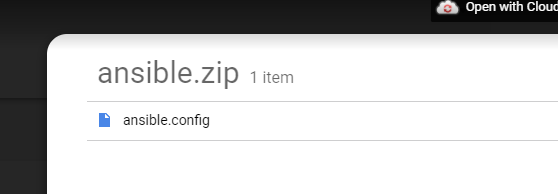 Open with Cloud
ansible.zip 1 item
ansible.config